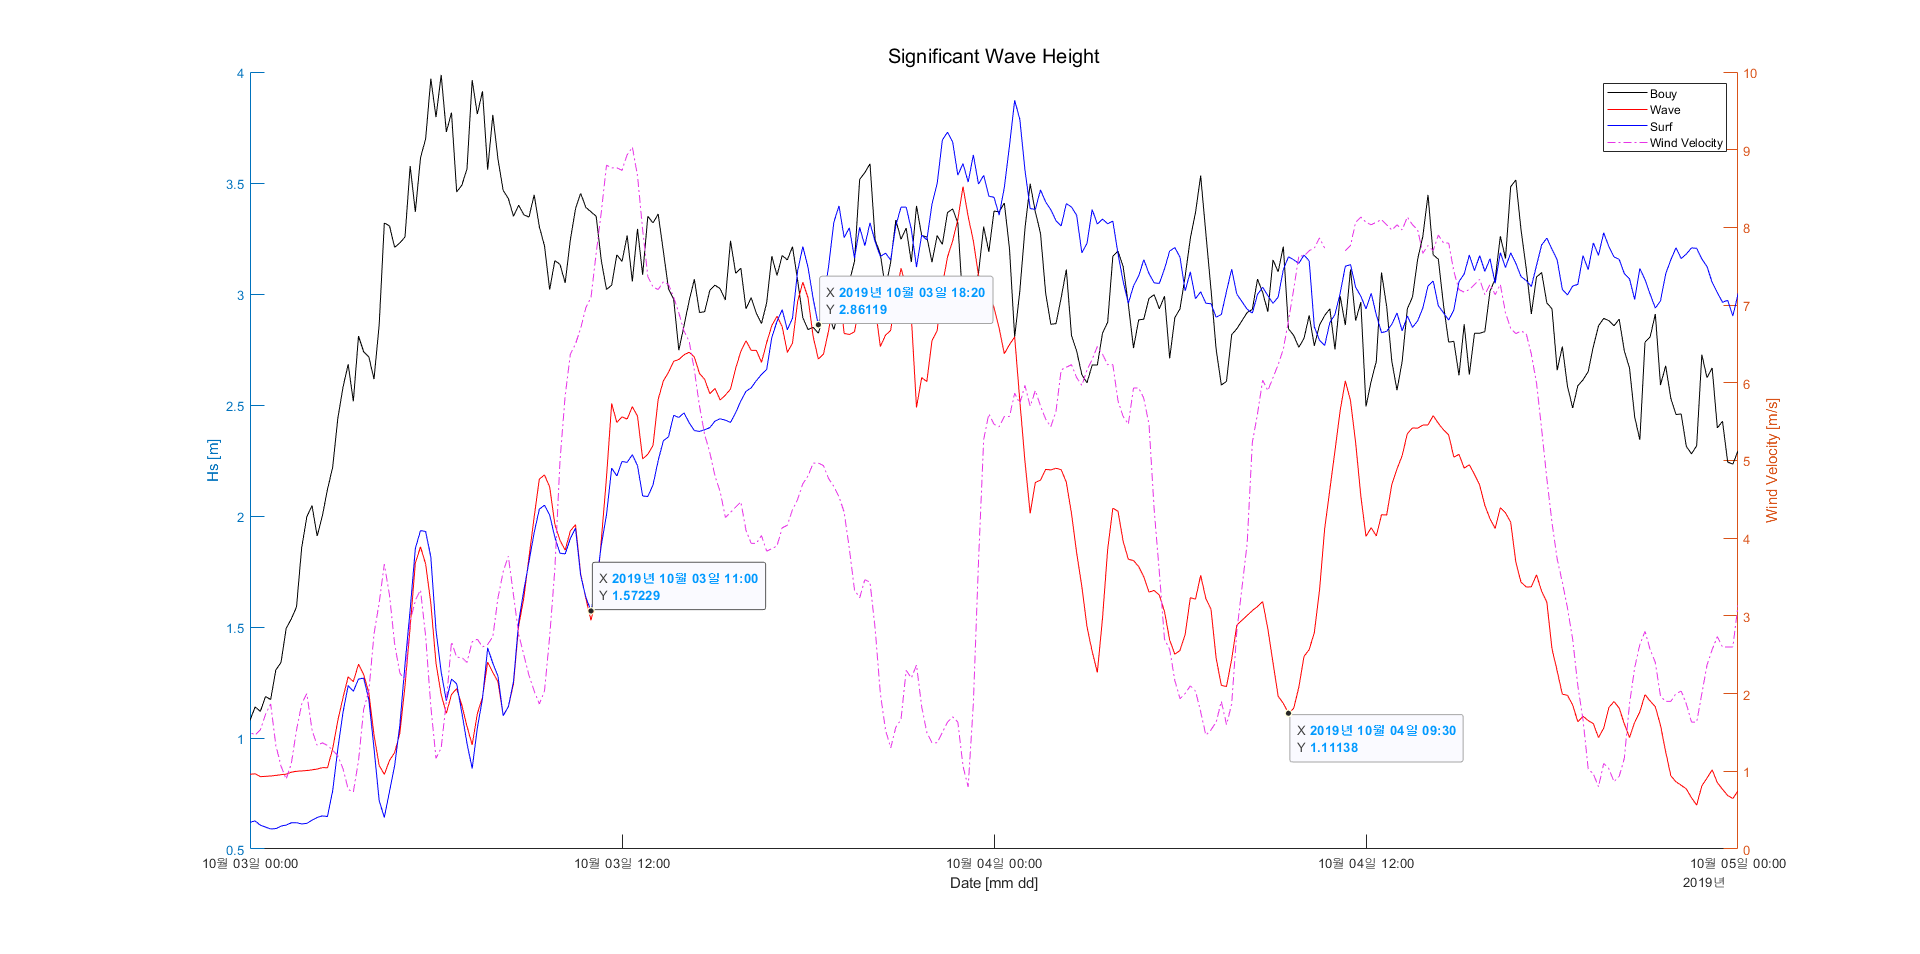 Significant Wave Height
4
3.5
3
2.5
2
1.5
1
0.5
Hs [m]
10
9
8
7
6
5
4
3
2
1
0
Wind Velocity [m/s]
Bouy
Wave
Surf
Wind Velocity
X 2019년 10월 03일 18:20
Y 2.86119
X 2019년 10월 03일 11:00
Y 1.57229
X 2019년 10월 04일 09:30
Y 1.11138
10월 03일 00:00
10월 03일 12:00
10월 04일 00:00
10월 04일 12:00
10월 05일 00:00
Date [mm dd]
2019년